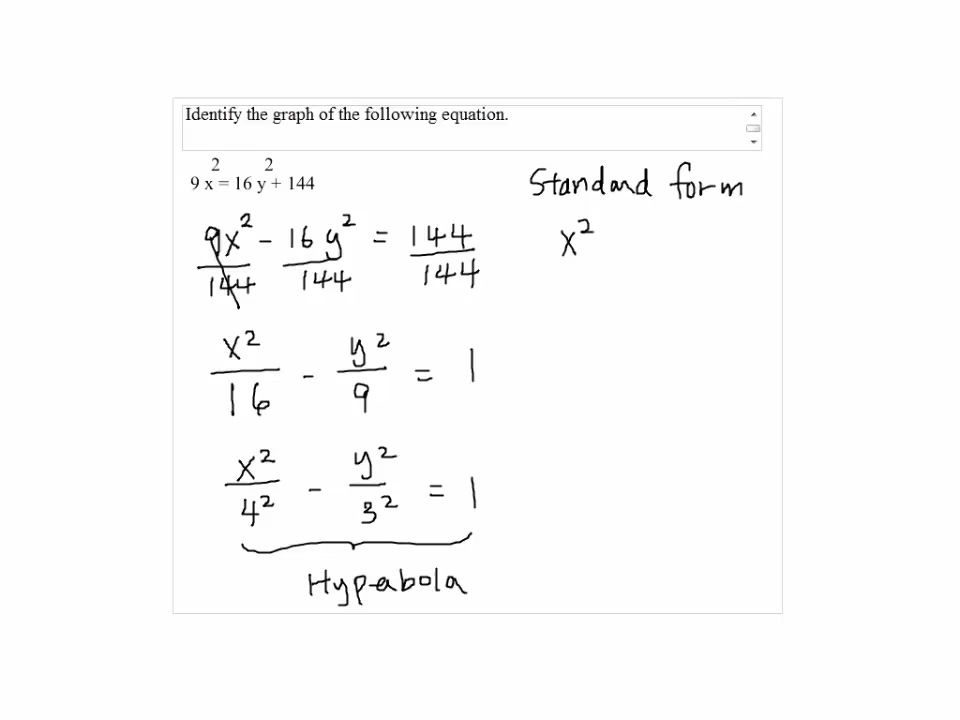 Identify the graph of the following equation.
9 x² = 16 y² + 144
Standard form
9x²/144 - 16y²/144 = 144/144
x²
x²/16 - y²/9 = 1
x²/4² - y²/3² = 1
Hypabola